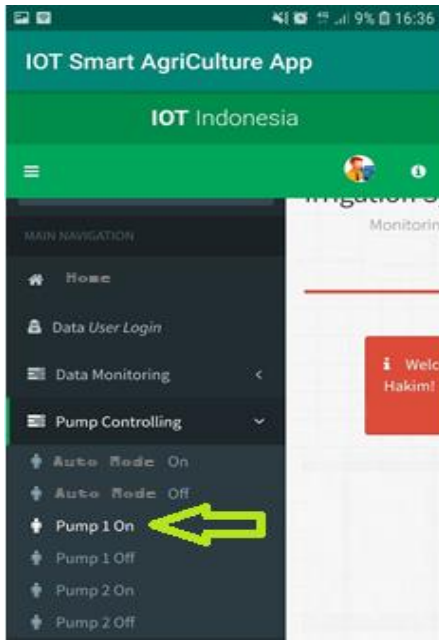 9% 16:36
IOT Smart AgriCulture App
IOT Indonesia
Monitorin
MAIN NAVIGATION
Home
Data User Login
i Welc
Data Monitoring
Hakim!
Pump Controlling
Auto Mode On
Auto Mode Off
Pump 1 On
Pump 1 Off
Pump 2 On
Pump 2 Off